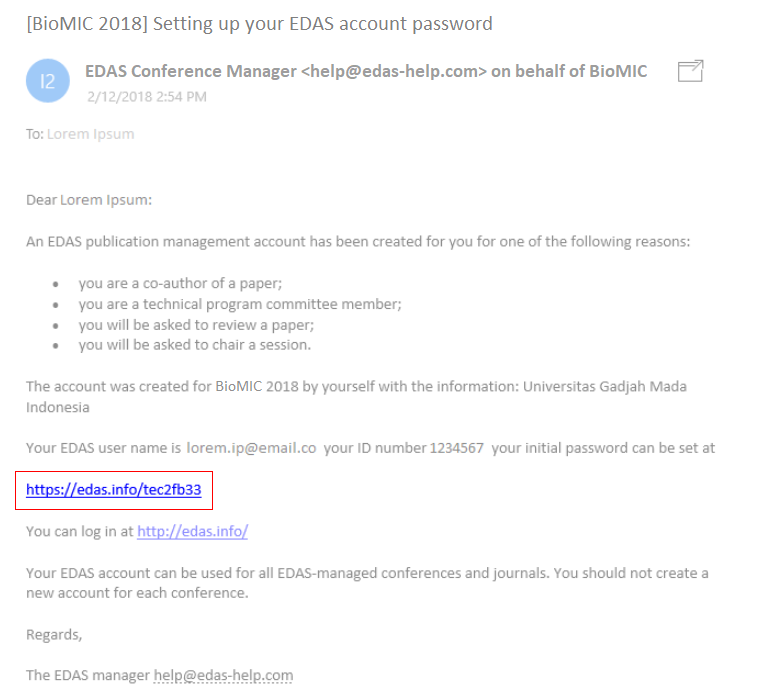 [BioMIC 2018] Setting up your EDAS account password
I2
EDAS Conference Manager <help@edas-help.com> on behalf of BioMIC
2/12/2018 2:54 PM
To: Lorem Ipsum
Dear Lorem Ipsum:
An EDAS publication management account has been created for you for one of the following reasons:
• you are a co-author of a paper;
• you are a technical program committee member;
• you will be asked to review a paper;
• you will be asked to chair a session.
The account was created for BioMIC 2018 by yourself with the information: Universitas Gadjah Mada
Indonesia
Your EDAS user name is lorem.ip@email.co your ID number 1234567 your initial password can be set at
https://edas.info/tec2fb33
You can log in at http://edas.info/
Your EDAS account can be used for all EDAS-managed conferences and journals. You should not create a
new account for each conference.
Regards,
The EDAS manager help@edas-help.com